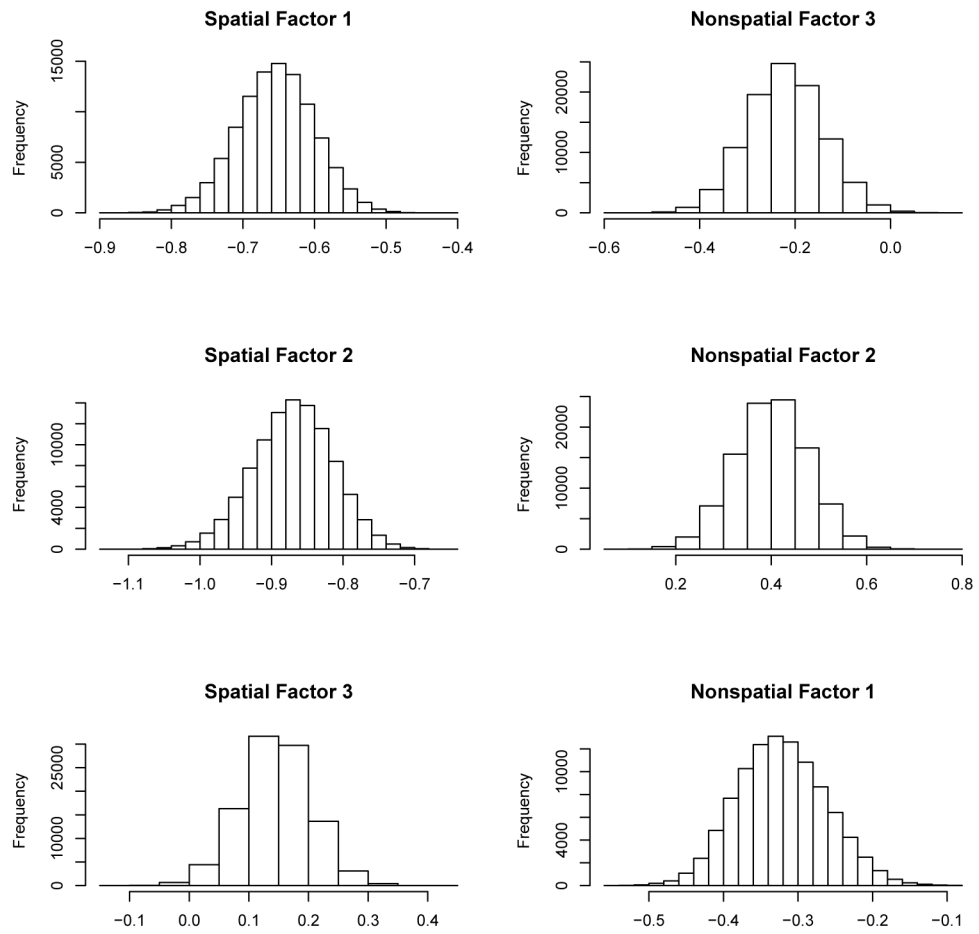 Spatial Factor 1
Frequency
15000
5000
0
−0.9 −0.8 −0.7 −0.6 −0.5 −0.4
Nonspatial Factor 3
Frequency
20000
10000
0
−0.6 −0.4 −0.2 0.0
Spatial Factor 2
Frequency
10000
4000
0
−1.1 −1.0 −0.9 −0.8 −0.7
Nonspatial Factor 2
Frequency
20000
10000
0
0.2 0.4 0.6 0.8
Spatial Factor 3
Frequency
25000
10000
0
−0.1 0.0 0.1 0.2 0.3 0.4
Nonspatial Factor 1
Frequency
10000
4000
0
−0.5 −0.4 −0.3 −0.2 −0.1